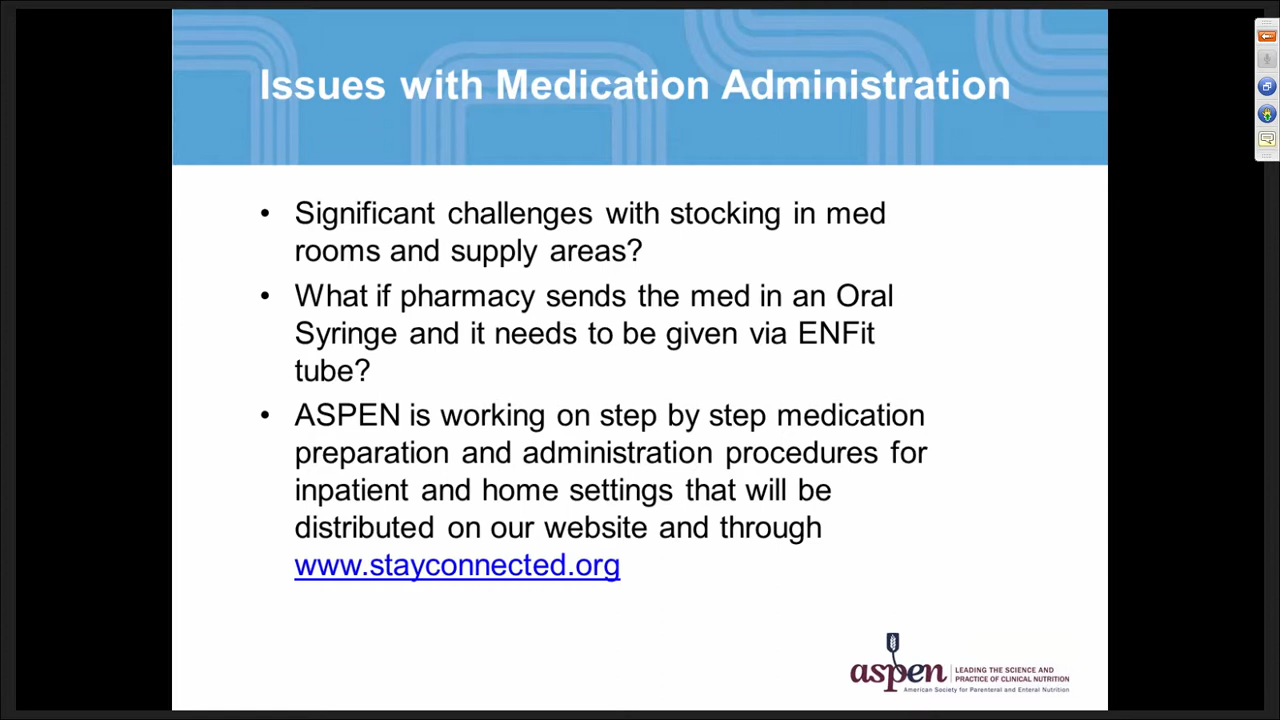 Issues with Medication Administration
• Significant challenges with stocking in med
rooms and supply areas?
• What if pharmacy sends the med in an Oral
Syringe and it needs to be given via ENFit
tube?
• ASPEN is working on step by step medication
preparation and administration procedures for
inpatient and home settings that will be
distributed on our website and through
www.stayconnected.org
aspen
LEADING THE SCIENCE AND
PRACTICE OF CLINICAL NUTRITION
American Society for Parenteral and Enteral Nutrition